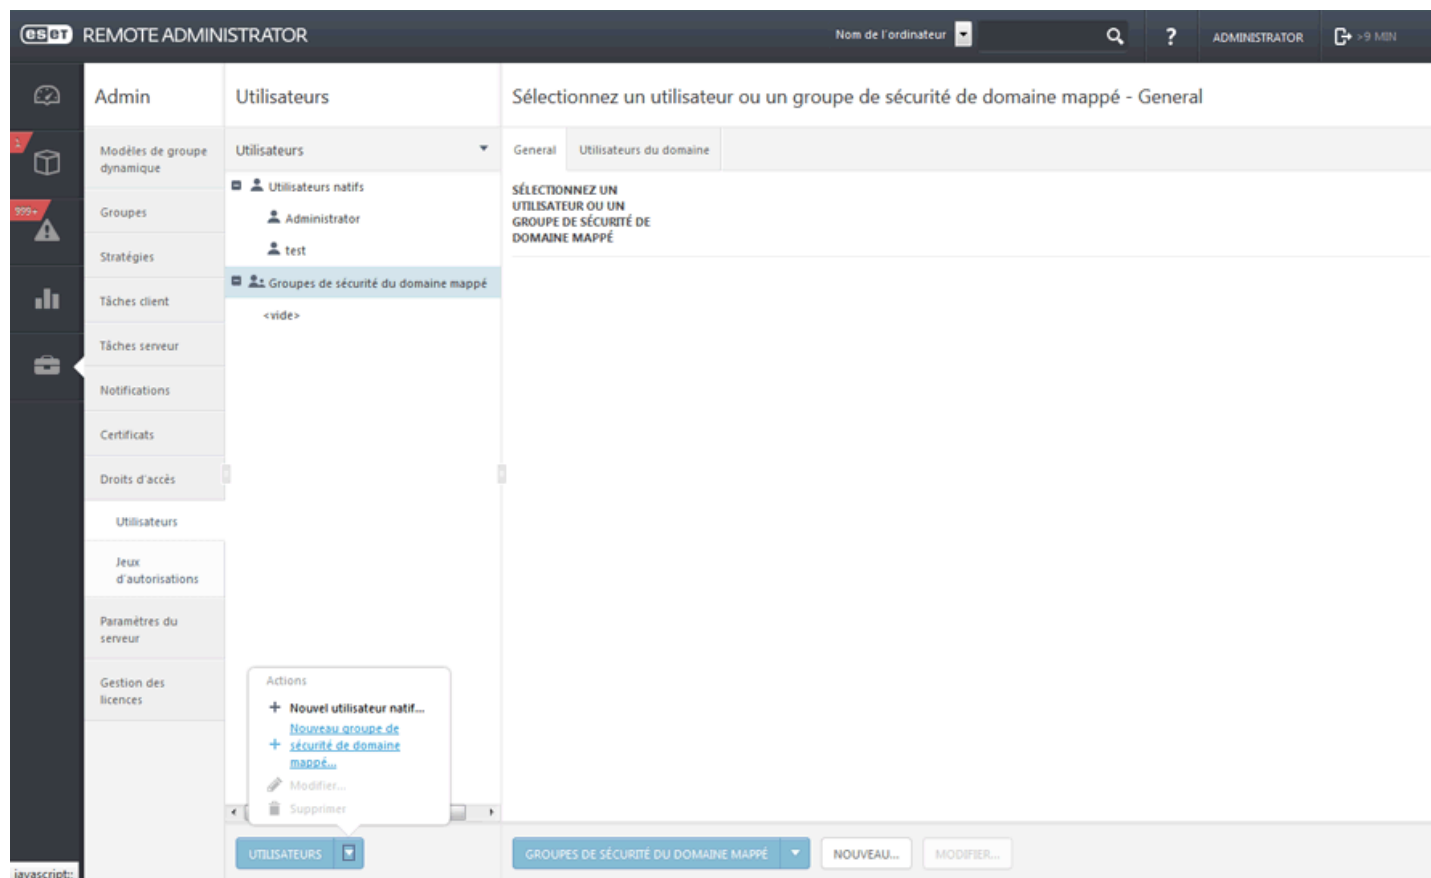 eset REMOTE ADMINISTRATOR
Nom de l'ordinateur
?
ADMINISTRATOR
>9 MIN
1
999+
Admin
Modèles de groupe
dynamique
Groupes
Stratégies
Tâches client
Tâches serveur
Notifications
Certificats
Droits d'accès
Utilisateurs
Jeux
d'autorisations
Paramètres du
serveur
Gestion des
licences
Utilisateurs
Utilisateurs
Utilisateurs natifs
Administrator
test
Groupes de sécurité du domaine mappé
<vide>
Actions
Nouvel utilisateur natif...
Nouveau groupe de
sécurité de domaine
mappé...
Modifier...
Supprimer
UTILISATEURS
Sélectionnez un utilisateur ou un groupe de sécurité de domaine mappé - General
General
Utilisateurs du domaine
SÉLECTIONNEZ UN
UTILISATEUR OU UN
GROUPE DE SÉCURITÉ DE
DOMAINE MAPPÉ
GROUPES DE SÉCURITÉ DU DOMAINE MAPPÉ
NOUVEAU...
MODIFIER...
javascript:;